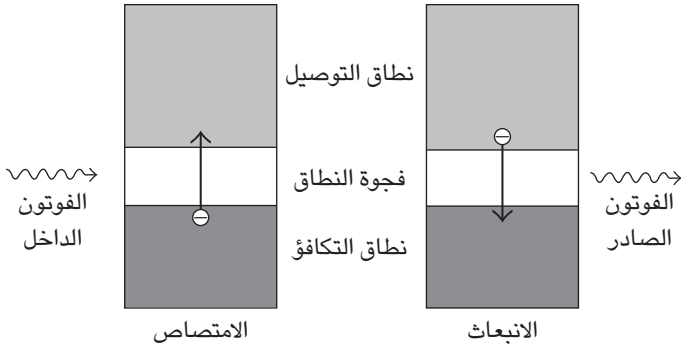 نطاق التوصيل
فجوة النطاق
نطاق التكافؤ
الفوتون
الداخل
الفوتون
الصادر
الامتصاص
الانبعاث